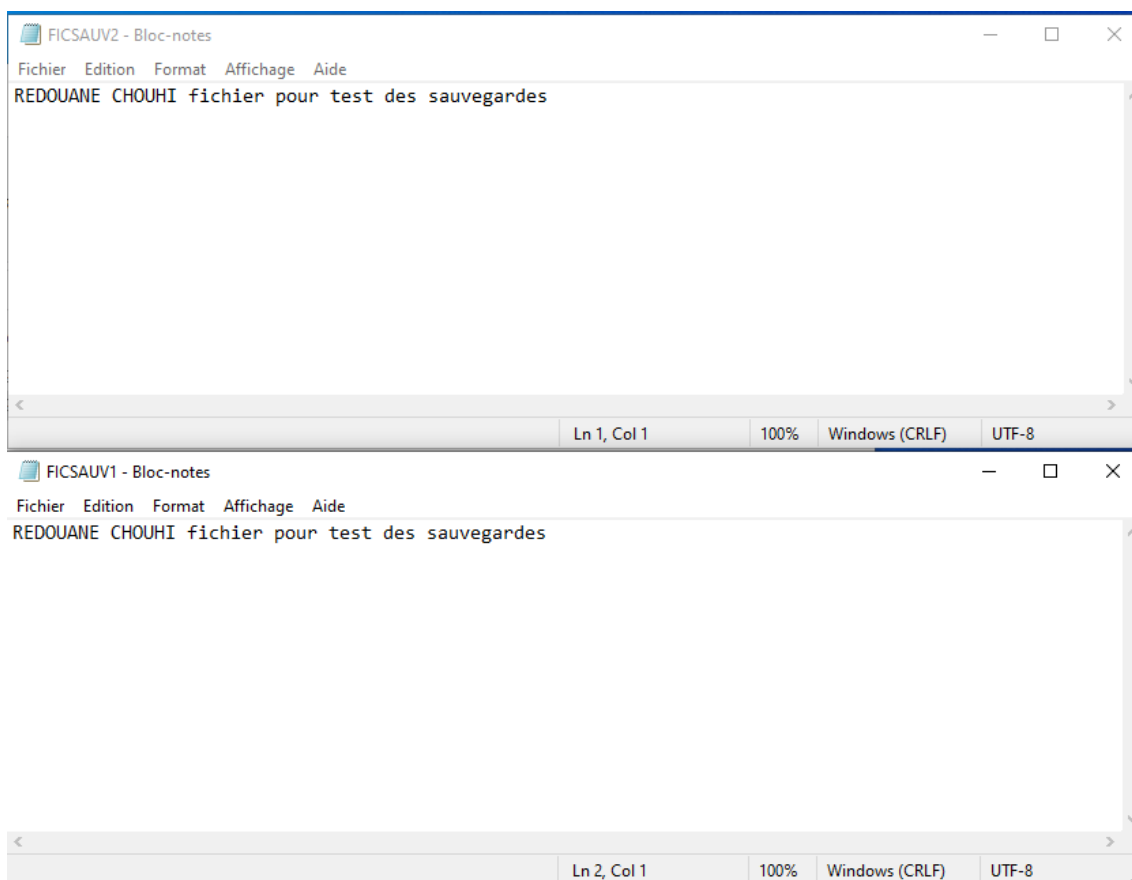 FICSAUV2 - Bloc-notes
Fichier Edition Format Affichage Aide
REDOUANE CHOUHI fichier pour test des sauvegardes
Ln 1, Col 1 100% Windows (CRLF) UTF-8
FICSAUV1 - Bloc-notes
Fichier Edition Format Affichage Aide
REDOUANE CHOUHI fichier pour test des sauvegardes
Ln 2, Col 1 100% Windows (CRLF) UTF-8